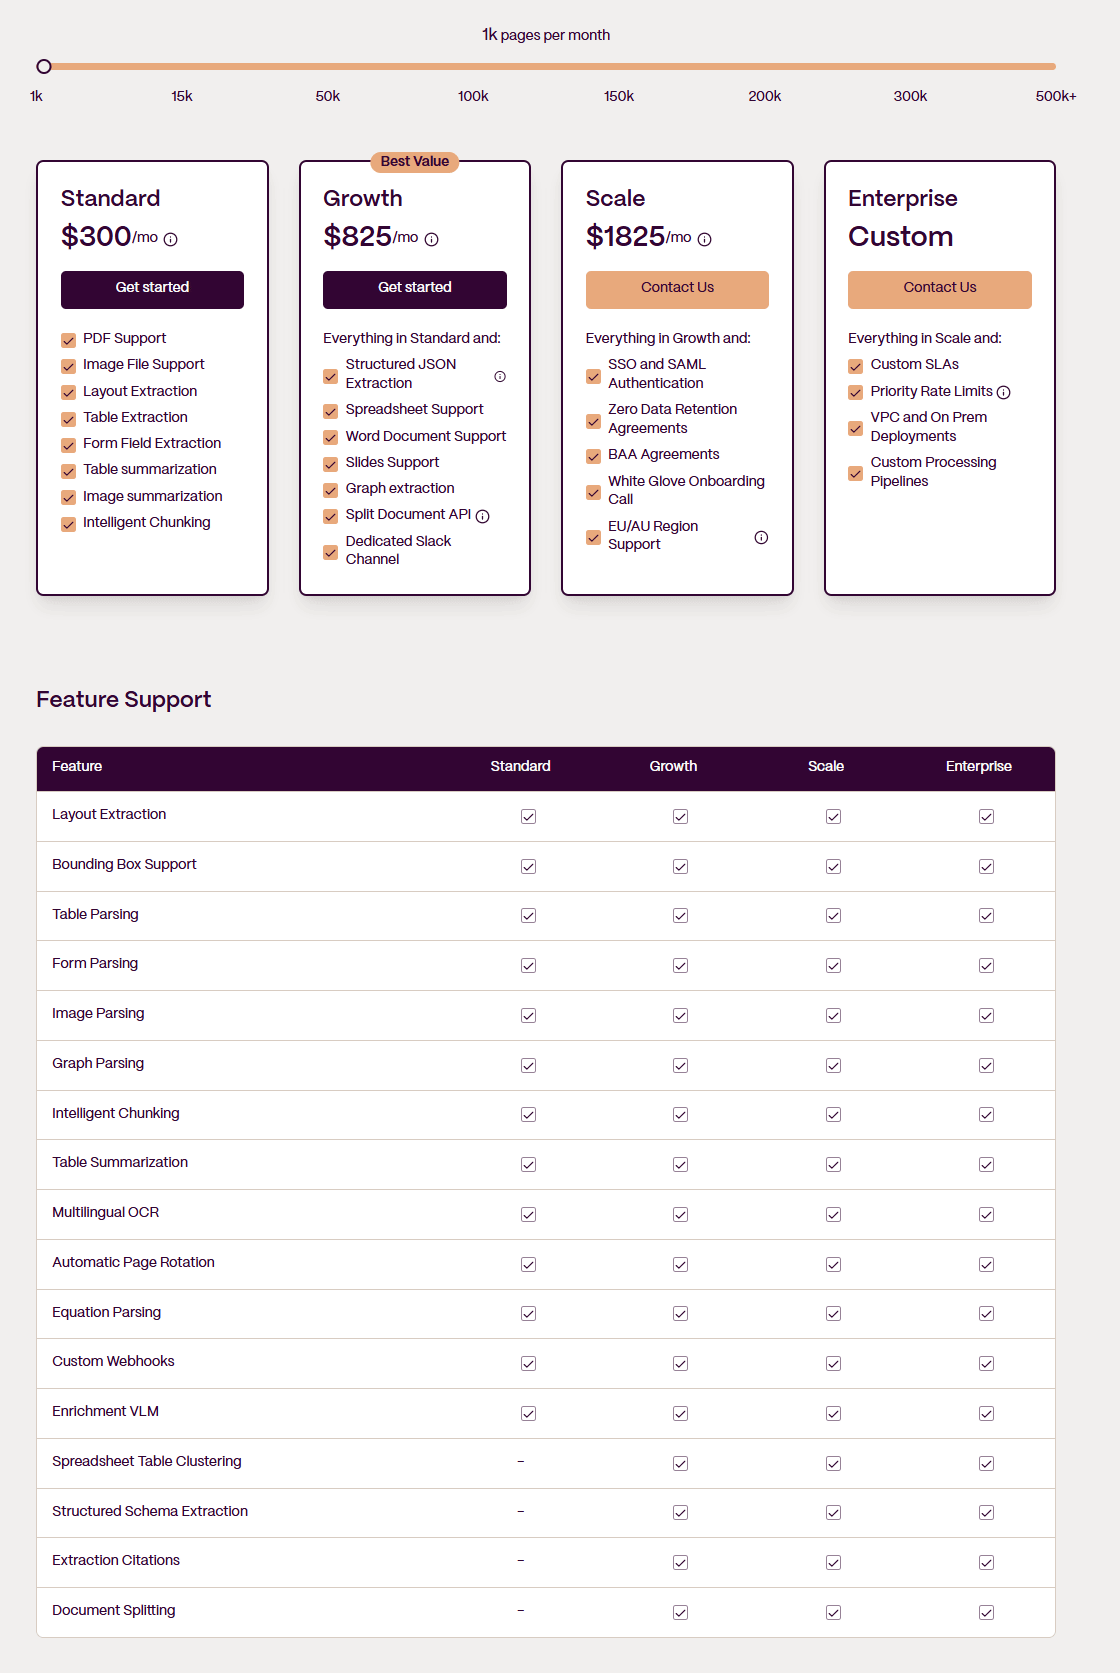 1k pages per month
1k 15k 50k 100k 150k 200k 300k 500k+
Best Value
Standard
$300/mo
Get started
PDF Support
Image File Support
Layout Extraction
Table Extraction
Form Field Extraction
Table summarization
Image summarization
Intelligent Chunking
Growth
$825/mo
Get started
Everything in Standard and:
Structured JSON
Extraction
Spreadsheet Support
Word Document Support
Slides Support
Graph extraction
Split Document API
Dedicated Slack
Channel
Scale
$1825/mo
Contact Us
Everything in Growth and:
SSO and SAML
Authentication
Zero Data Retention
Agreements
BAA Agreements
White Glove Onboarding
Call
EU/AU Region
Support
Enterprise
Custom
Contact Us
Everything in Scale and:
Custom SLAs
Priority Rate Limits
VPC and On Prem
Deployments
Custom Processing
Pipelines
Feature Support
Feature Standard Growth Scale Enterprise
Layout Extraction
Bounding Box Support
Table Parsing
Form Parsing
Image Parsing
Graph Parsing
Intelligent Chunking
Table Summarization
Multilingual OCR
Automatic Page Rotation
Equation Parsing
Custom Webhooks
Enrichment VLM
Spreadsheet Table Clustering –
Structured Schema Extraction –
Extraction Citations –
Document Splitting –